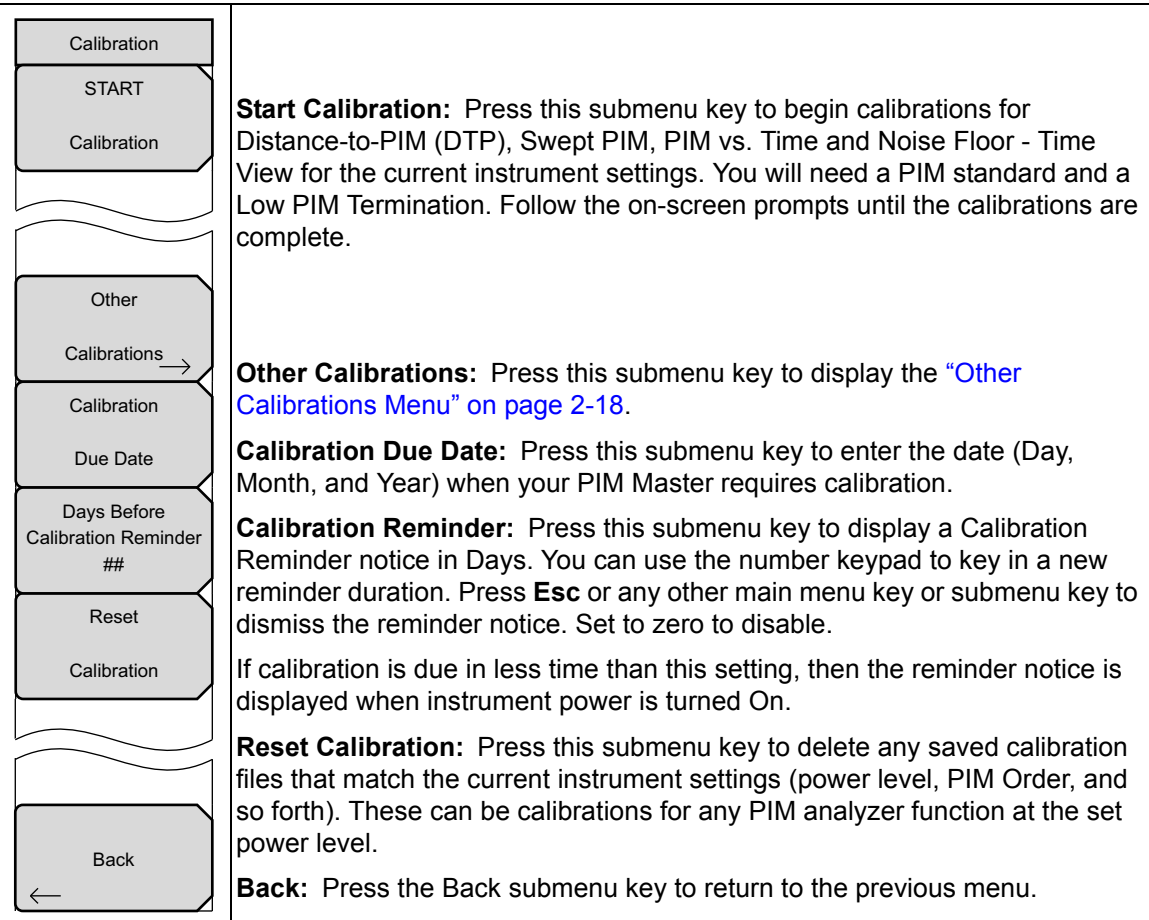 Calibration
START
Calibration
Other
Calibrations
Calibration
Due Date
Days Before
Calibration Reminder
##
Reset
Calibration
Back
Start Calibration: Press this submenu key to begin calibrations for
Distance-to-PIM (DTP), Swept PIM, PIM vs. Time and Noise Floor - Time
View for the current instrument settings. You will need a PIM standard and a
Low PIM Termination. Follow the on-screen prompts until the calibrations are
complete.
Other Calibrations: Press this submenu key to display the “Other
Calibrations Menu” on page 2-18.
Calibration Due Date: Press this submenu key to enter the date (Day,
Month, and Year) when your PIM Master requires calibration.
Calibration Reminder: Press this submenu key to display a Calibration
Reminder notice in Days. You can use the number keypad to key in a new
reminder duration. Press Esc or any other main menu key or submenu key to
dismiss the reminder notice. Set to zero to disable.
If calibration is due in less time than this setting, then the reminder notice is
displayed when instrument power is turned On.
Reset Calibration: Press this submenu key to delete any saved calibration
files that match the current instrument settings (power level, PIM Order, and
so forth). These can be calibrations for any PIM analyzer function at the set
power level.
Back: Press the Back submenu key to return to the previous menu.